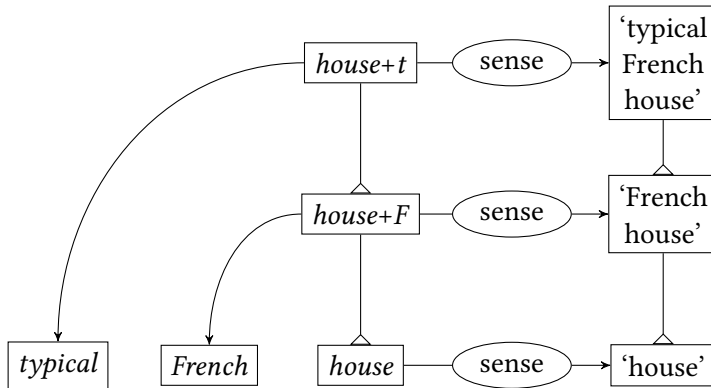 house+t
sense
‘typical
French
house’
house+F
sense
‘French
house’
typical
French
house
sense
‘house’